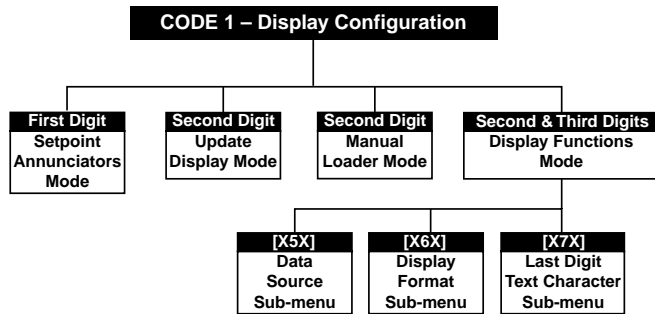 CODE 1 – Display Configuration
First Digit
Setpoint
Annunciators
Mode
Second Digit
Update
Display Mode
Second Digit
Manual
Loader Mode
Second & Third Digits
Display Functions
Mode
[X5X]
Data
Source
Sub-menu
[X6X]
Display
Format
Sub-menu
[X7X]
Last Digit
Text Character
Sub-menu